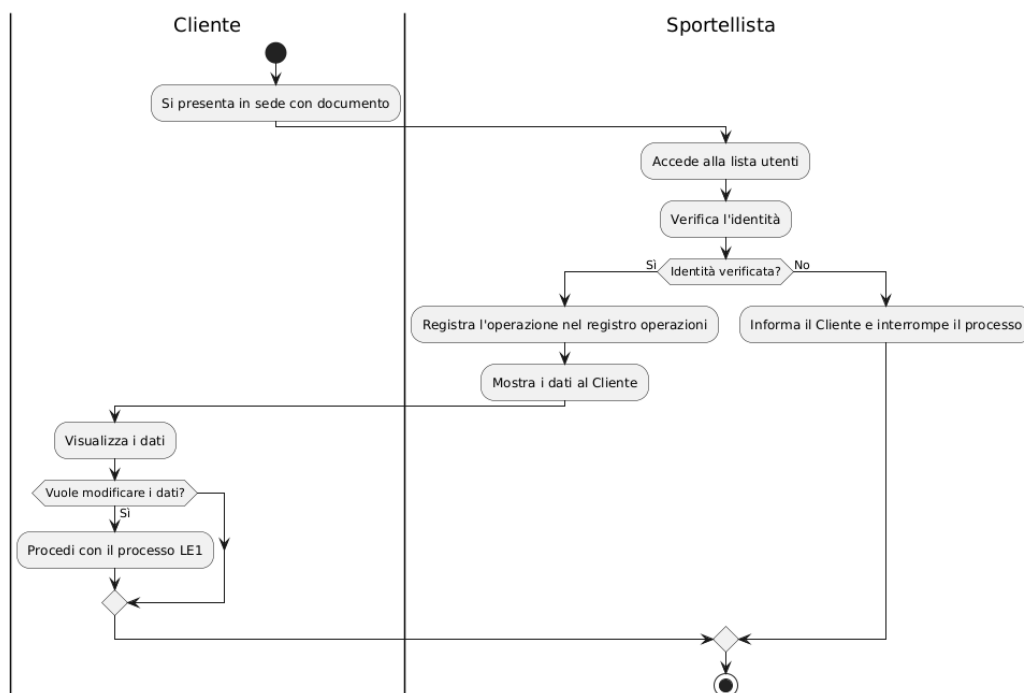 Cliente
Sportellista
Si presenta in sede con documento
Accede alla lista utenti
Verifica l'identità
Sì
Identità verificata?
No
Registra l'operazione nel registro operazioni
Informa il Cliente e interrompe il processo
Mostra i dati al Cliente
Visualizza i dati
Vuole modificare i dati?
Sì
Procedi con il processo LE1